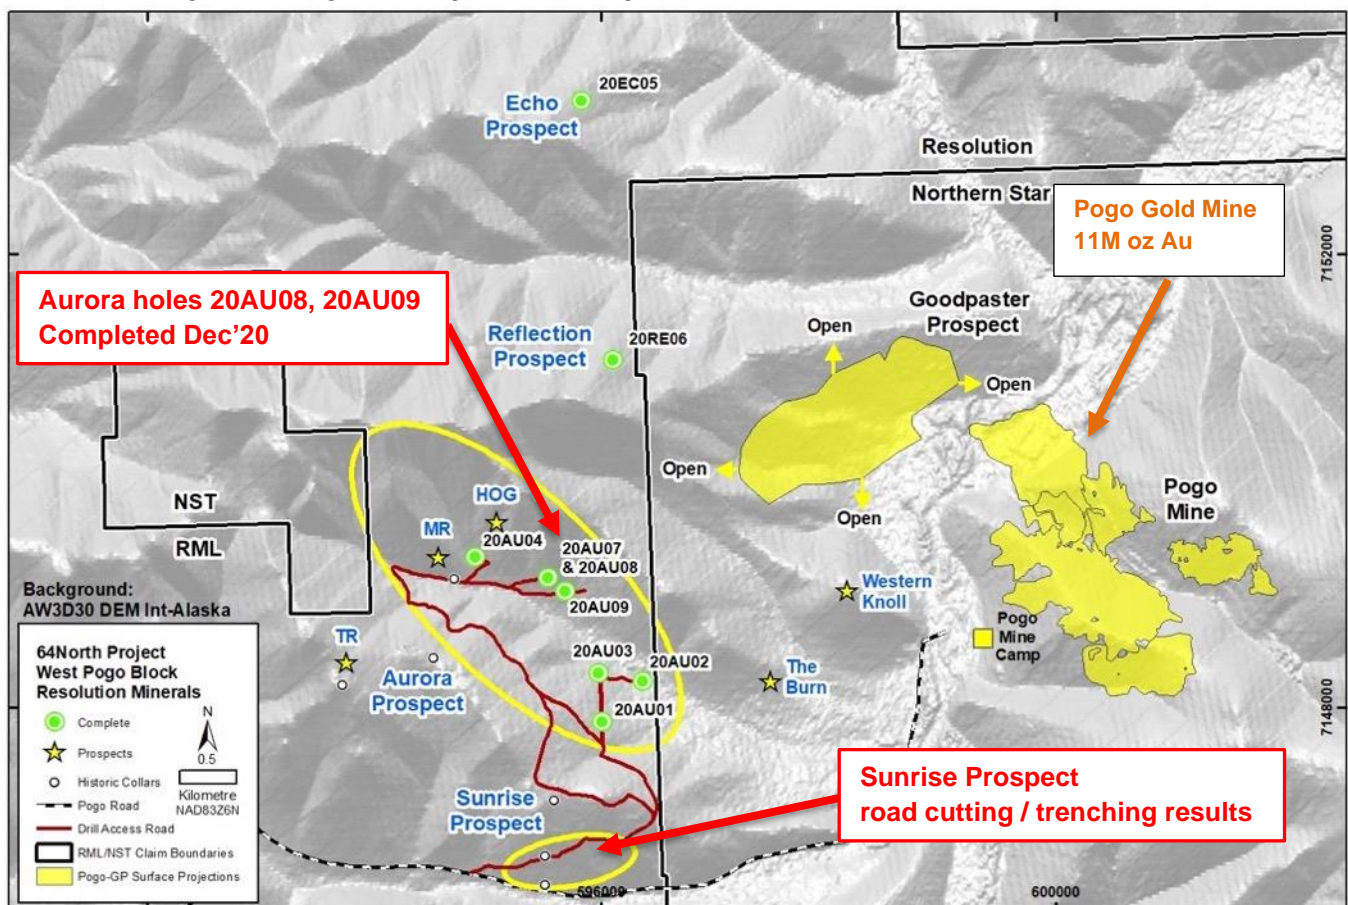 20EC05
Echo
Prospect
Resolution
Northern Star
Pogo Gold Mine
11M oz Au
7152000
Aurora holes 20AU08, 20AU09
Completed Dec'20
Goodpaster
Prospect
Open
Reflection
Prospect
20RE06
Open
Open
Open
Pogo
Mine
NST
RML
HOG
MR
20AU04
20AU07
& 20AU08
20AU09
Western
Knoll
Background:
AW3D30 DEM Int-Alaska
TR
Aurora
Prospect
20AU03
20AU02
20AU01
The
Burn
Pogo
Mine
Camp
7148000
64North Project
West Pogo Block
Resolution Minerals
Complete
Prospects
Historic Collars
Pogo Road
Drill Access Road
RML/NST Claim Boundaries
Pogo-GP Surface Projections
N
0.5
Kilometre
NAD83Z6N
Sunrise
Prospect
Sunrise Prospect
road cutting / trenching results
596000
600000